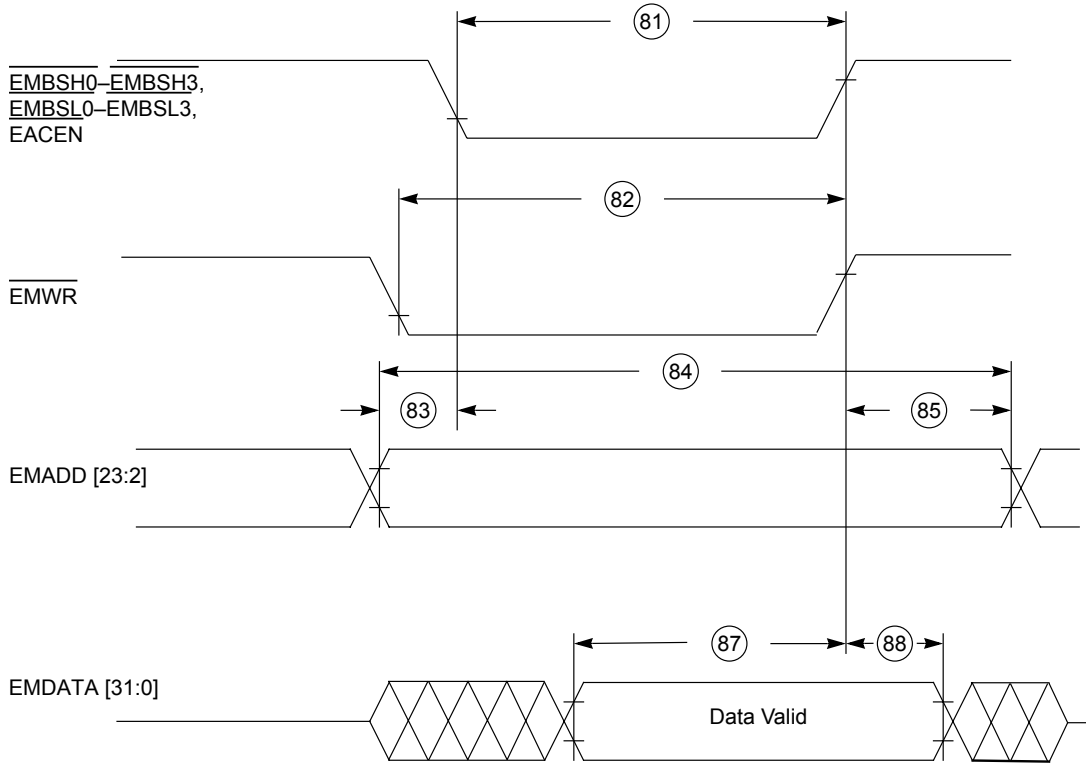 81
EMBSH0–EMBSH3,
EMBSL0–EMBSL3,
EACEN
82
EMWR
84
83
85
EMADD [23:2]
87
88
EMDATA [31:0]
Data Valid